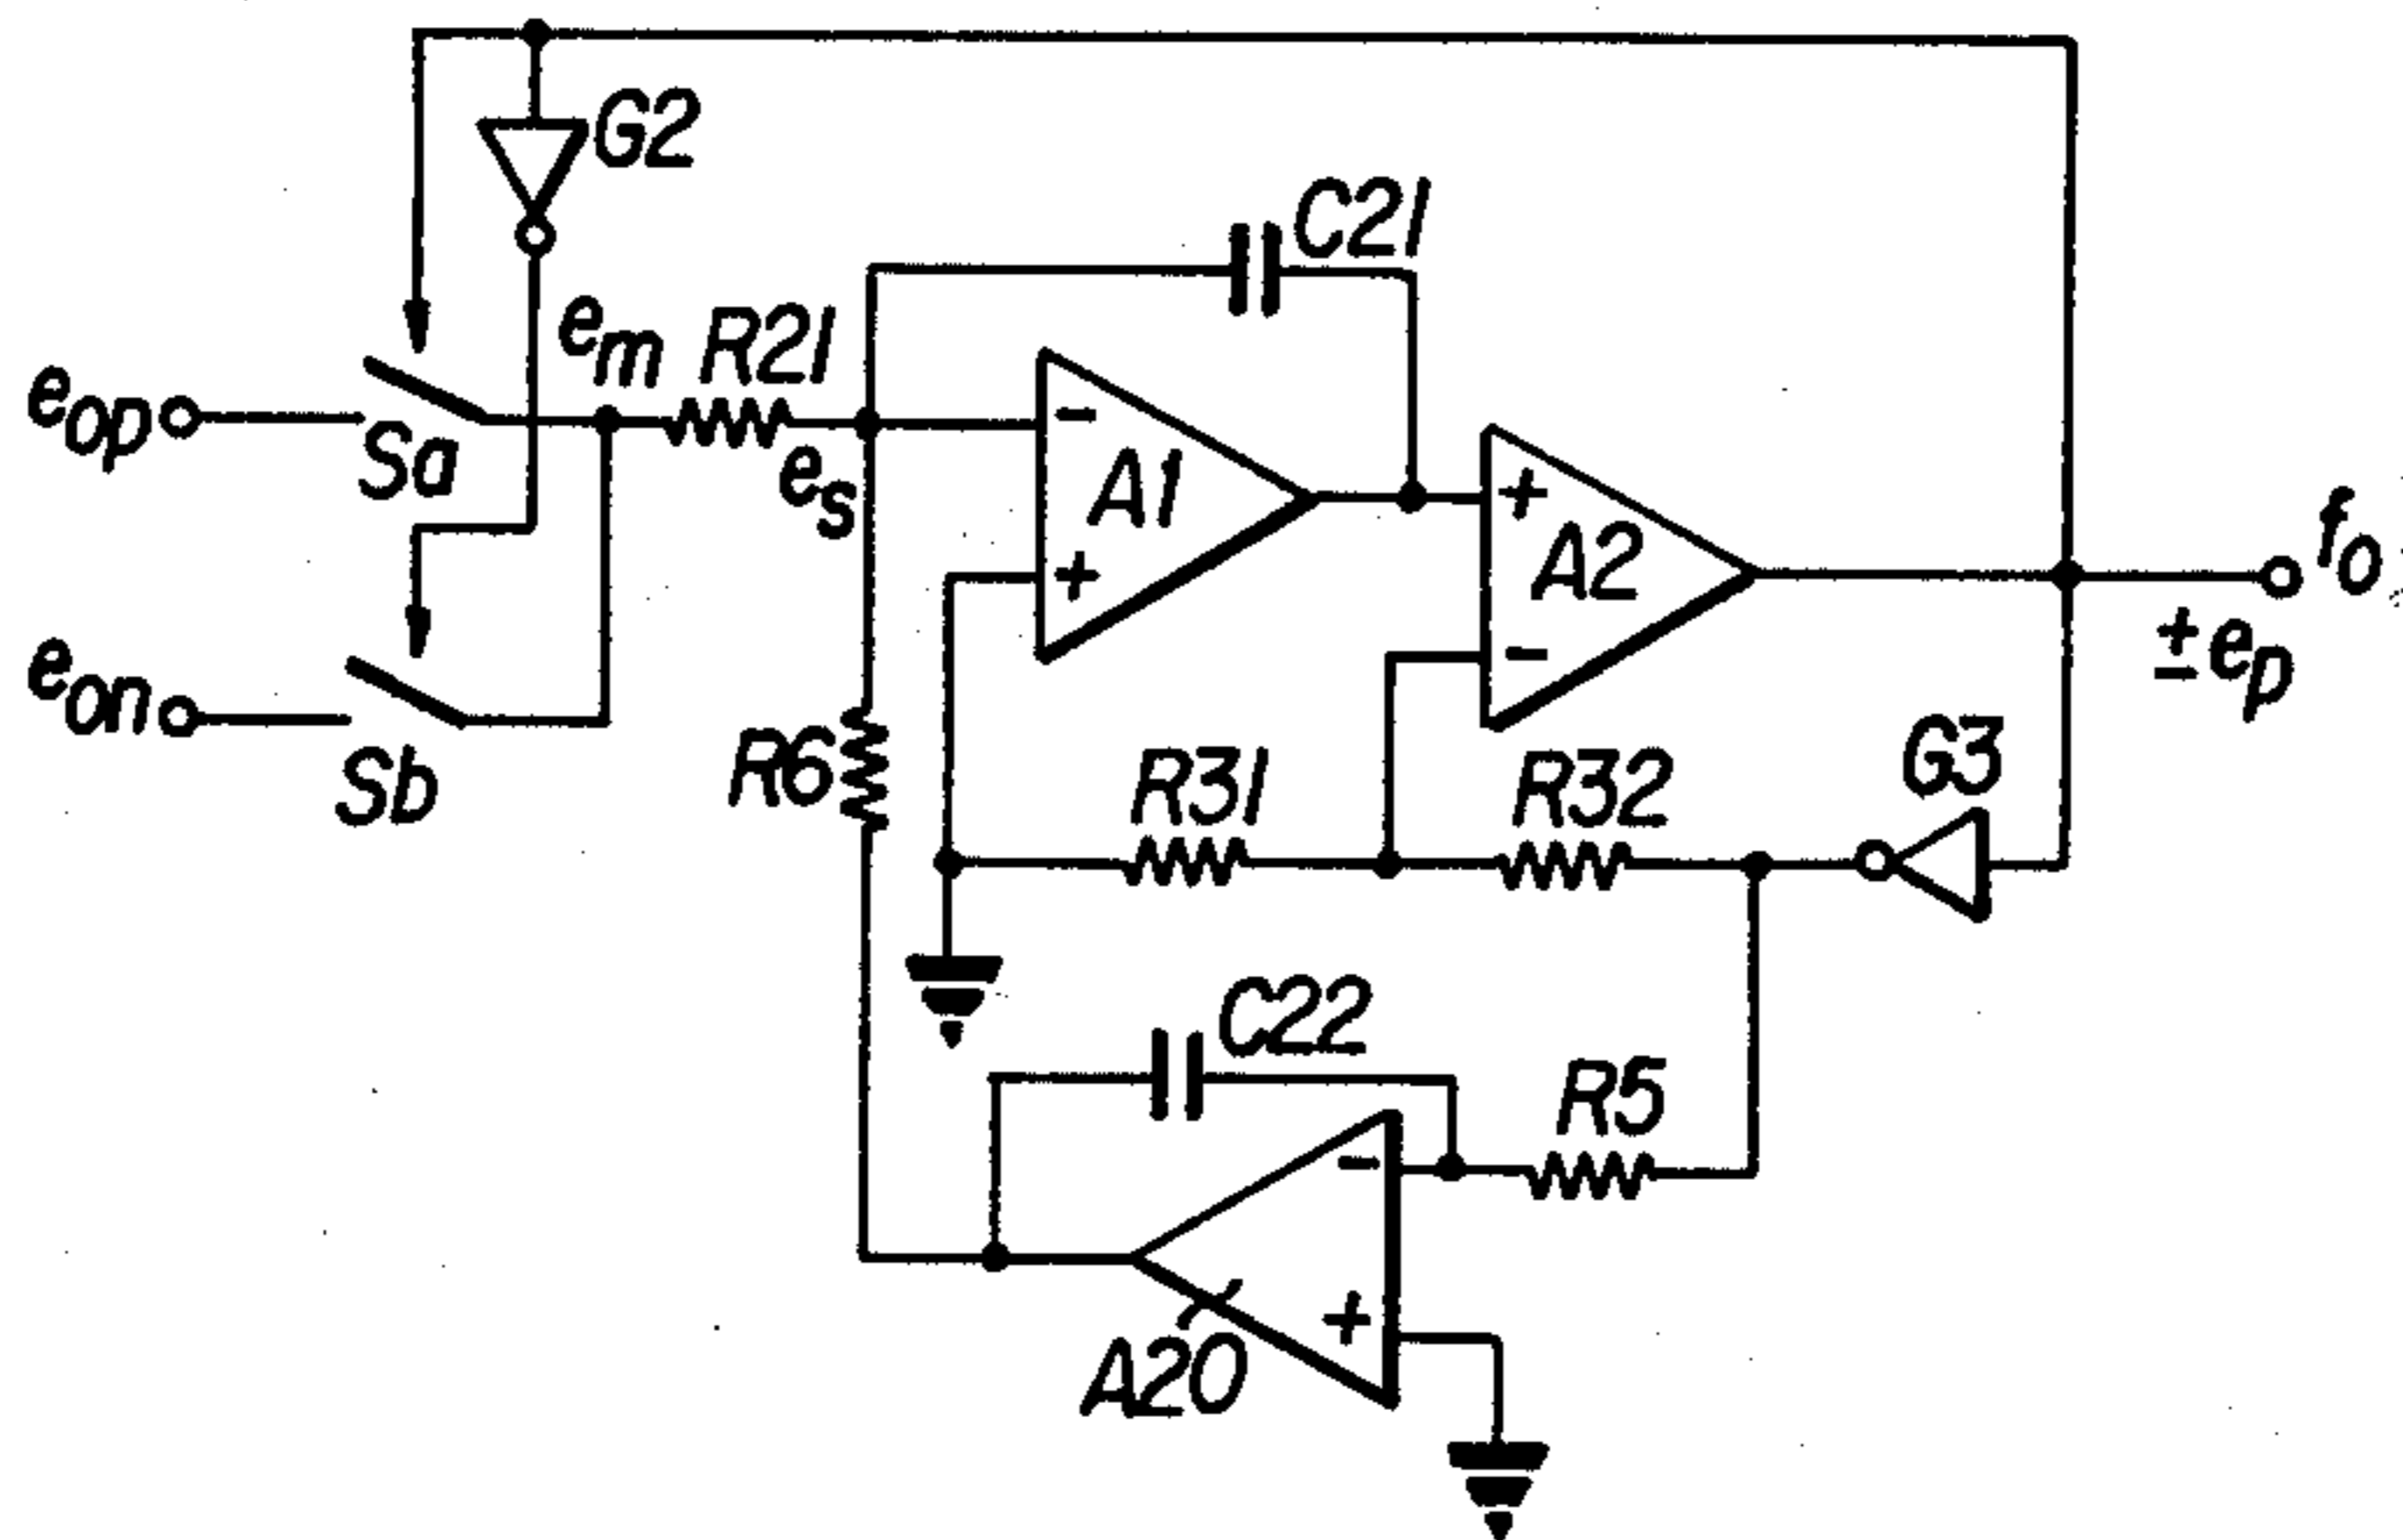 G2
C21
em R21
eop
Sa
es
- A1 +
+ A2 -
fo
± ep
eon
Sb
R6
R31
R32
G3
C22
R5
- +
A20